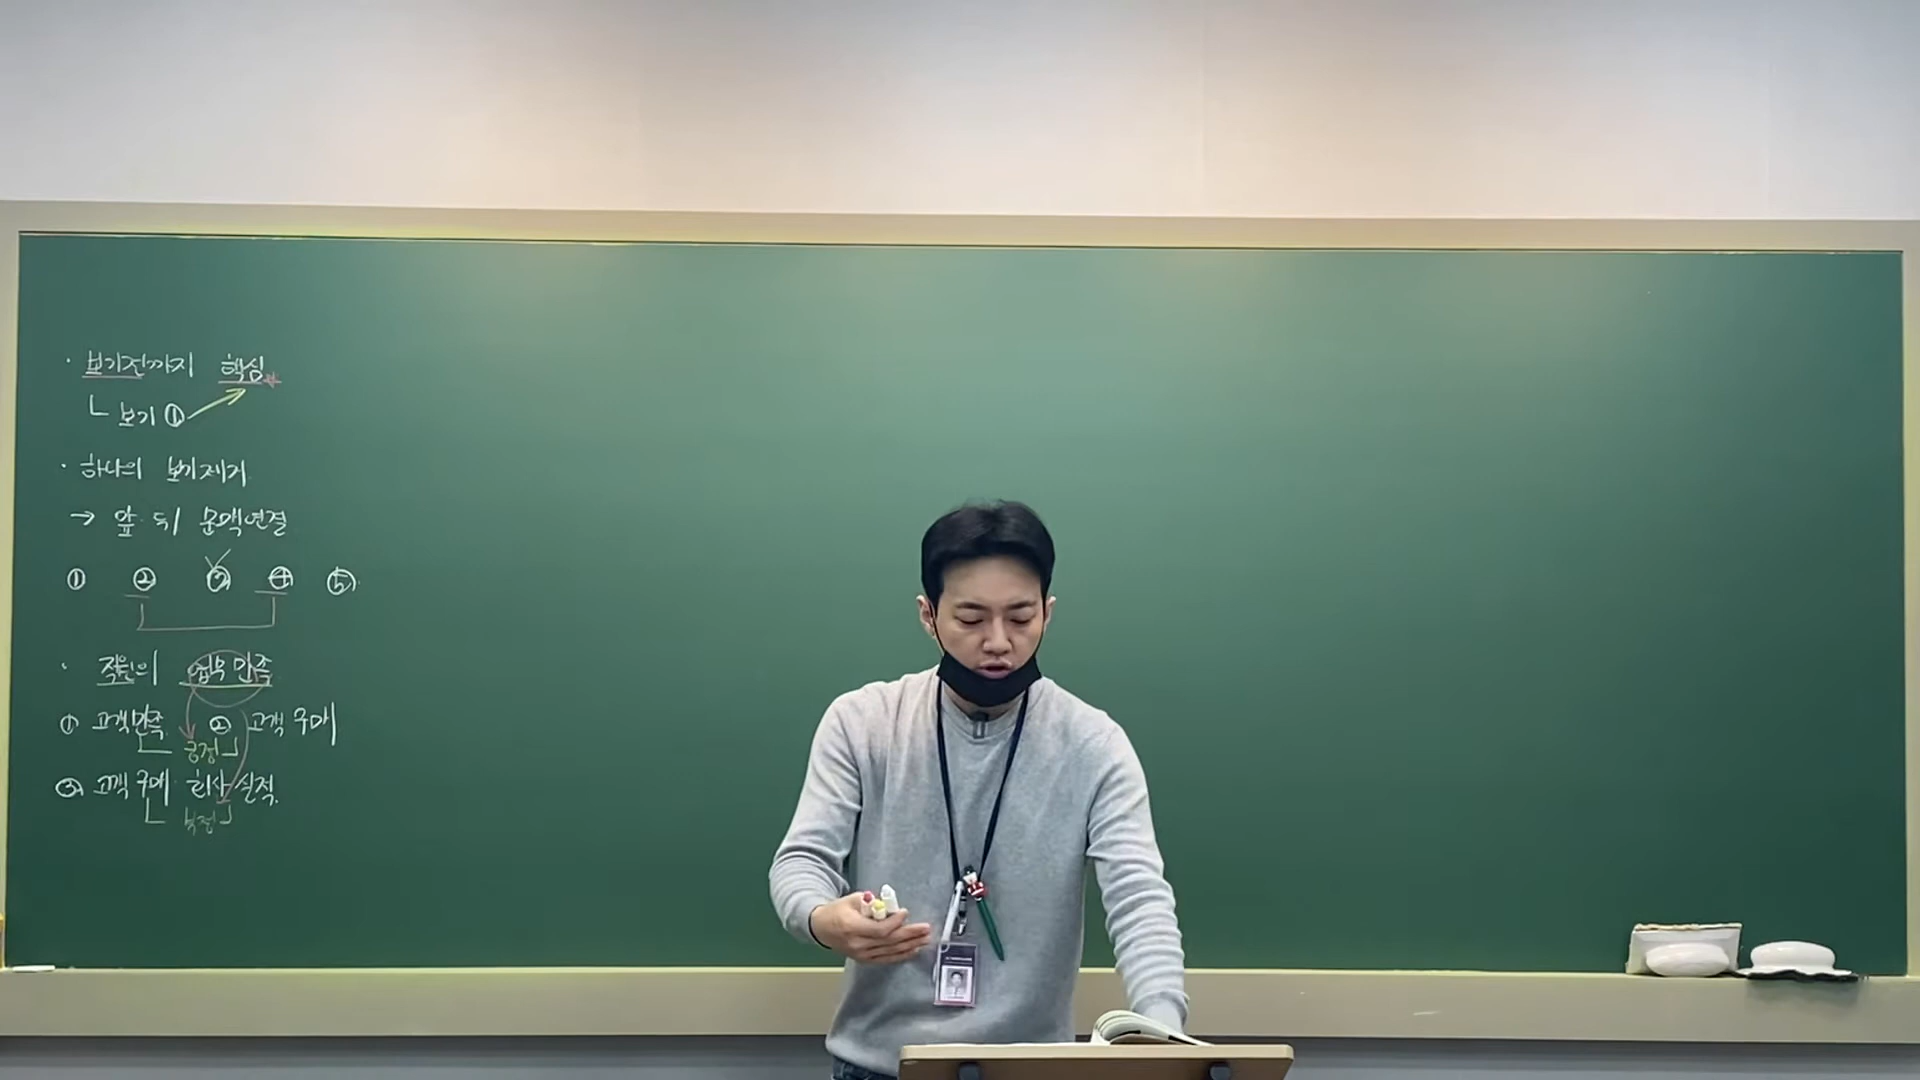 · 보기전까지 핵심
ㄴ 보기 ①
· 하나의 보기제거
→ 앞·뒤 문맥연결
① ② ③ ④ ⑤
· 직원의 업무만족
① 고객만족 ② 고객 구매
긍정
③ 고객 구매· 회사 실적
부정